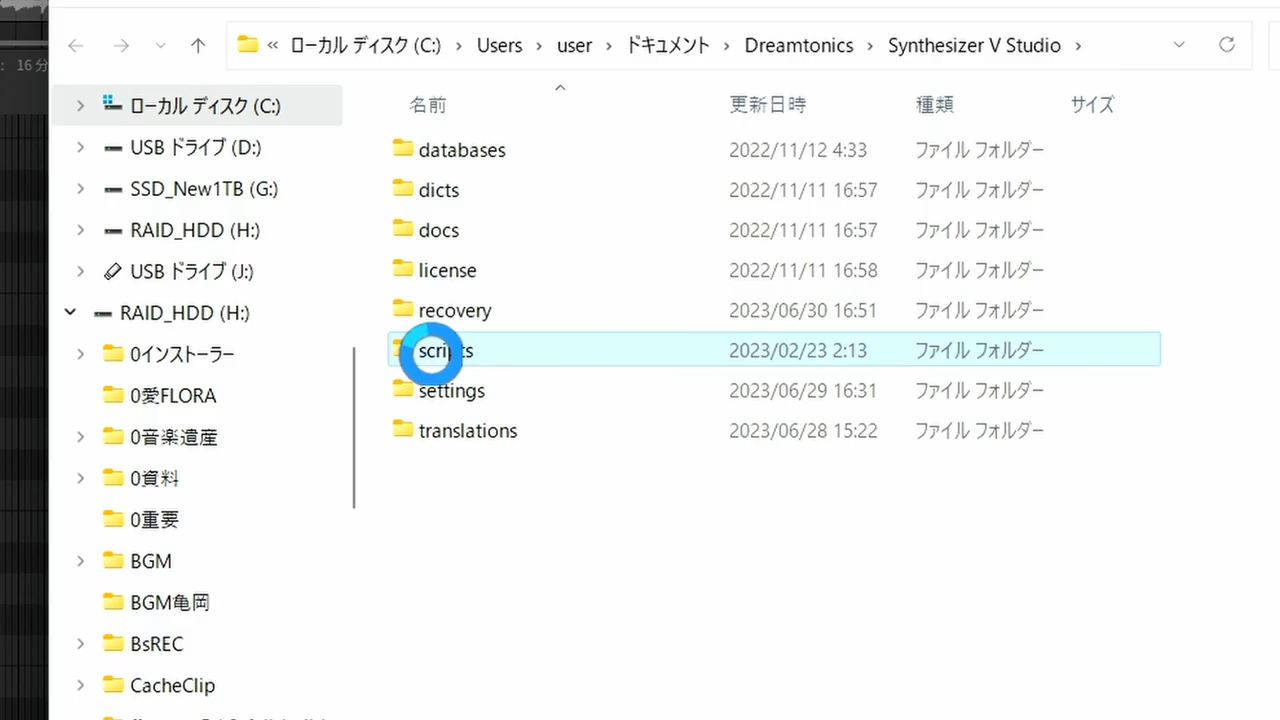 : 16分
« ローカル ディスク (C:) › Users › user › ドキュメント › Dreamtonics › Synthesizer V Studio ›
名前 更新日時 種類 サイズ
ローカル ディスク (C:)
USB ドライブ (D:)
SSD_New1TB (G:)
RAID_HDD (H:)
USB ドライブ (J:)
RAID_HDD (H:)
0インストーラー
0愛FLORA
0音楽遺産
0資料
0重要
BGM
BGM亀岡
BsREC
CacheClip
databases 2022/11/12 4:33 ファイル フォルダー
dicts 2022/11/11 16:57 ファイル フォルダー
docs 2022/11/11 16:57 ファイル フォルダー
license 2022/11/11 16:58 ファイル フォルダー
recovery 2023/06/30 16:51 ファイル フォルダー
scripts 2023/02/23 2:13 ファイル フォルダー
settings 2023/06/29 16:31 ファイル フォルダー
translations 2023/06/28 15:22 ファイル フォルダー